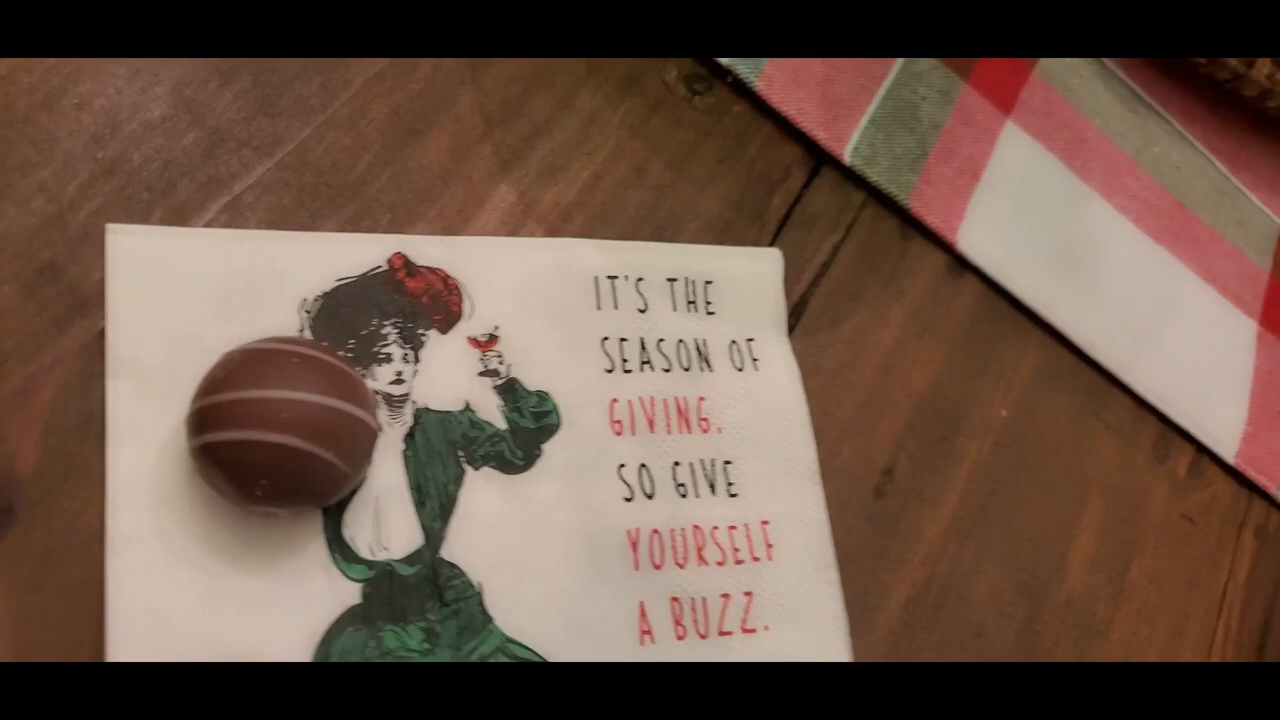 IT'S THE
SEASON OF
GIVING.
SO GIVE
YOURSELF
A BUZZ.